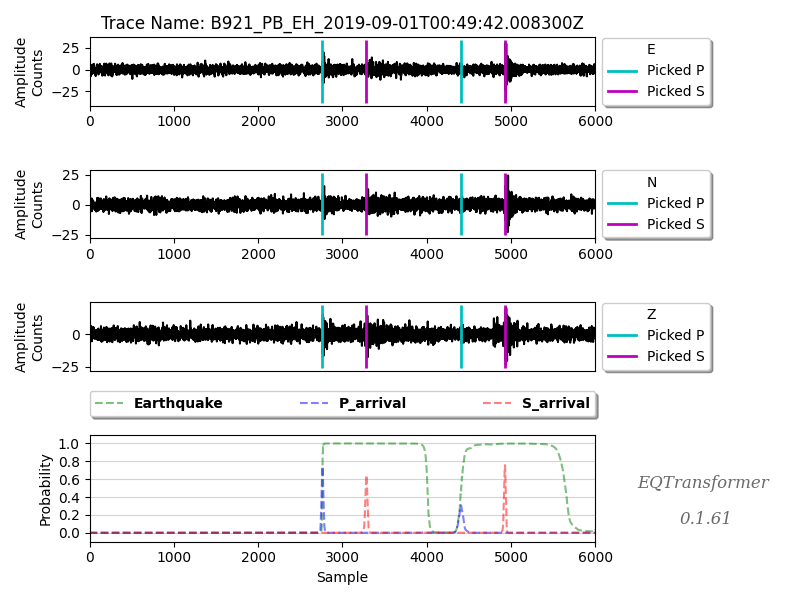 Trace Name: B921_PB_EH_2019-09-01T00:49:42.008300Z
Amplitude
Counts
25
0
−25
0 1000 2000 3000 4000 5000 6000
E
Picked P
Picked S
Amplitude
Counts
25
0
−25
0 1000 2000 3000 4000 5000 6000
N
Picked P
Picked S
Amplitude
Counts
0
−25
Z
Picked P
Picked S
Earthquake P_arrival S_arrival
Probability
1.0
0.8
0.6
0.4
0.2
0.0
0 1000 2000 3000 4000 5000 6000
Sample
EQTransformer
0.1.61